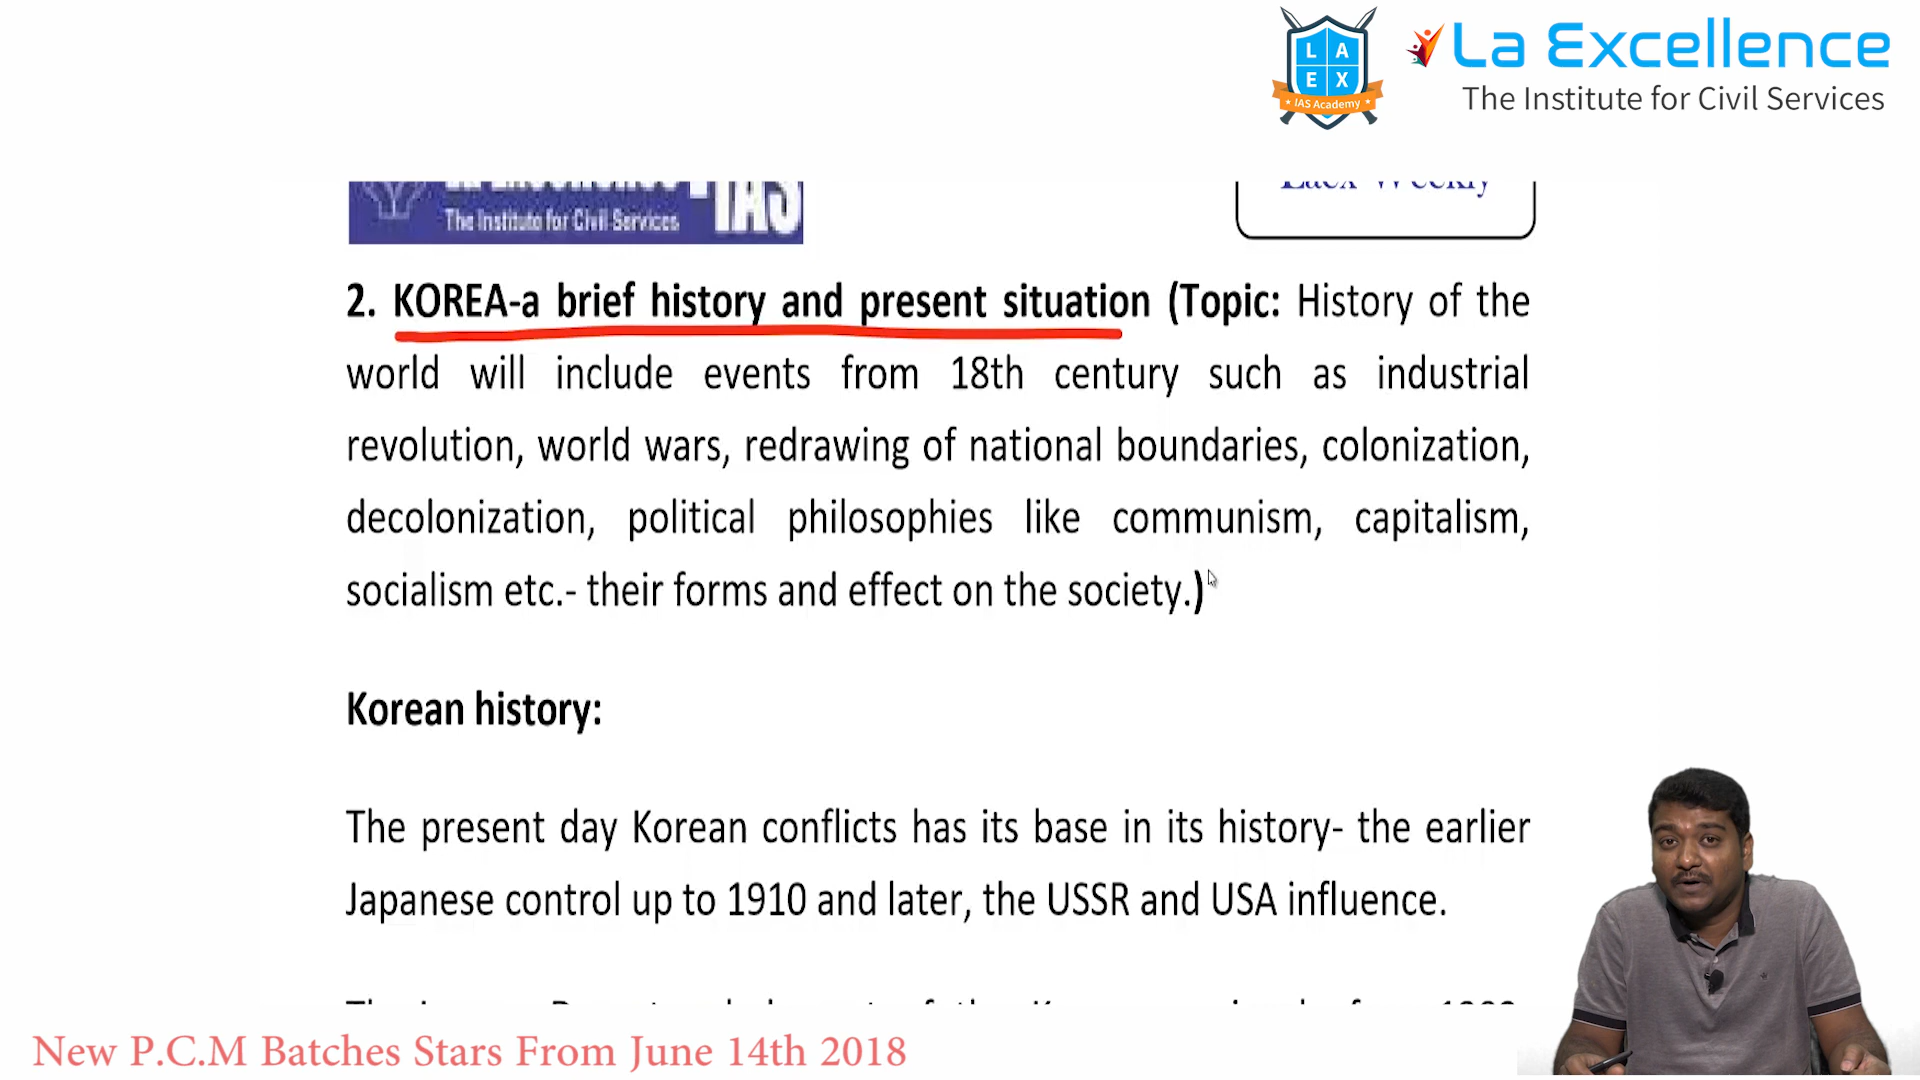 L A
E X
IAS Academy
La Excellence
The Institute for Civil Services
The Institute for Civil Services
IAS
Laex Weekly
2. KOREA-a brief history and present situation (Topic: History of the
world will include events from 18th century such as industrial
revolution, world wars, redrawing of national boundaries, colonization,
decolonization, political philosophies like communism, capitalism,
socialism etc.- their forms and effect on the society.)
Korean history:
The present day Korean conflicts has its base in its history- the earlier
Japanese control up to 1910 and later, the USSR and USA influence.
New P.C.M Batches Stars From June 14th 2018